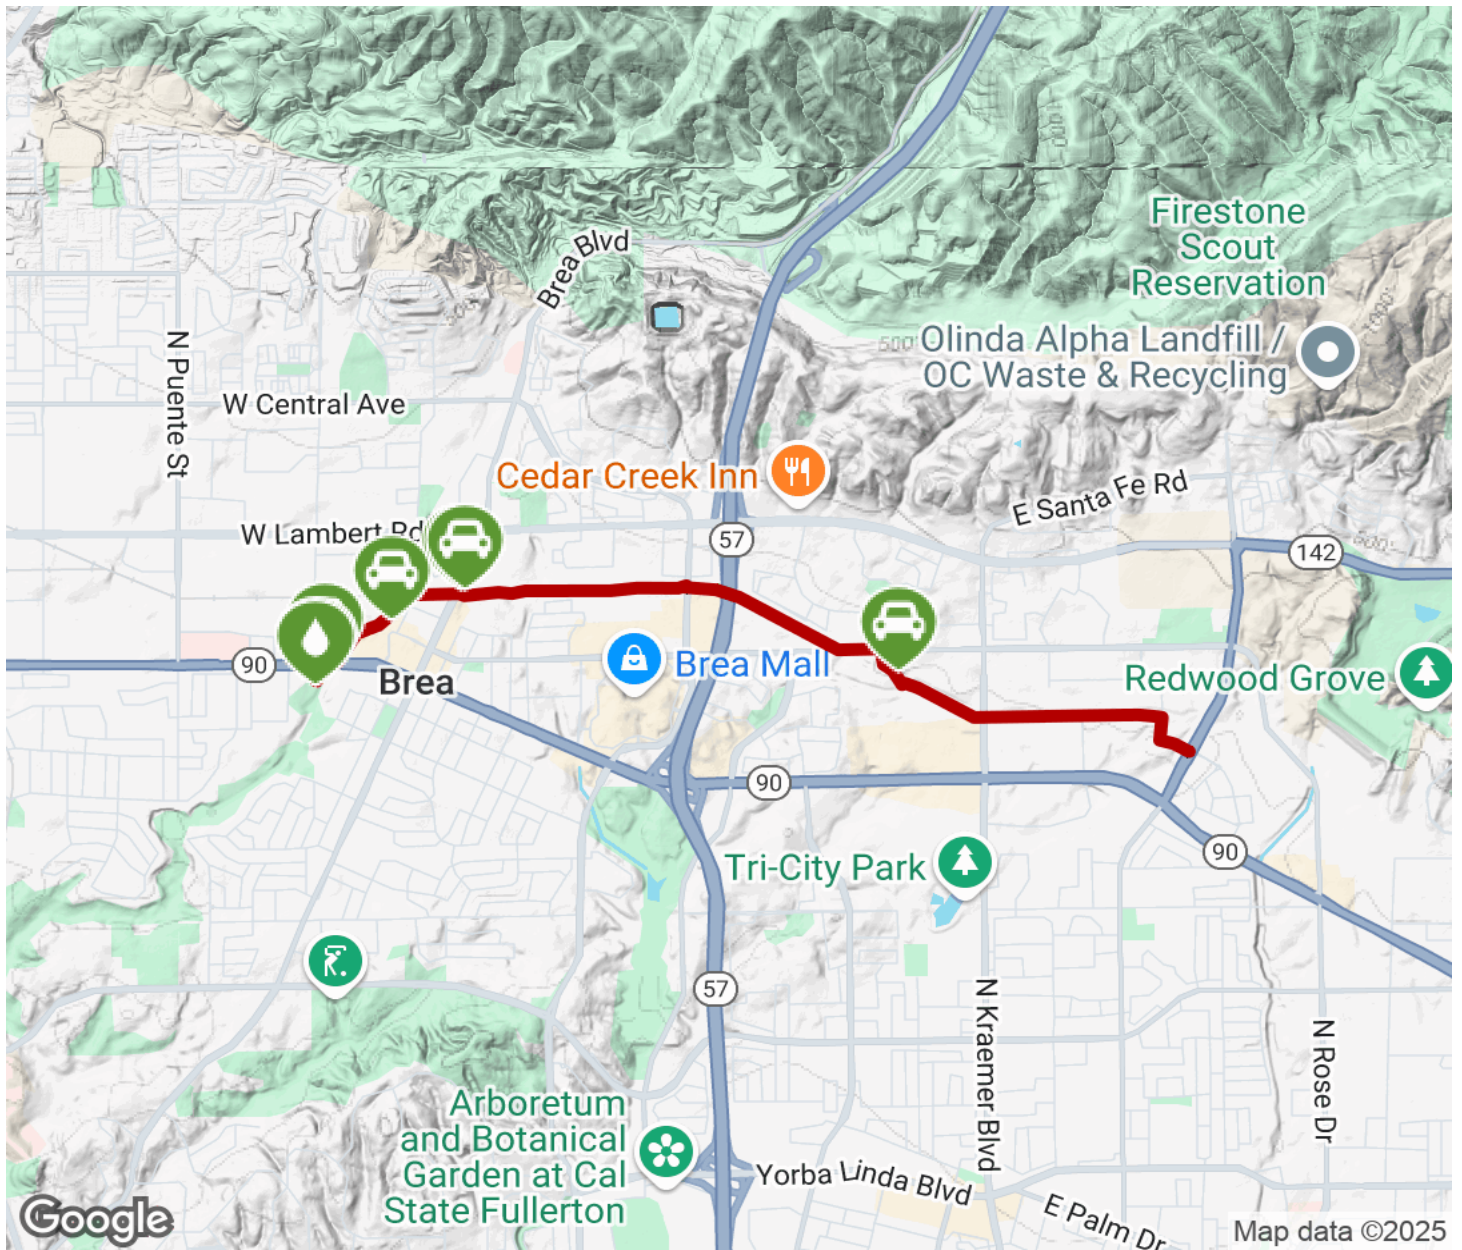 Firestone
Scout
Reservation
Brea Blvd
500'
500'
1000'
1000'
N Puente St
Olinda Alpha Landfill /
OC Waste & Recycling
W Central Ave
Cedar Creek Inn
E Santa Fe Rd
W Lambert Rd
57
142
90
Brea
Brea Mall
Redwood Grove
90
90
Tri-City Park
57
N Kraemer Blvd
N Rose Dr
Arboretum
and Botanical
Garden at Cal
State Fullerton
Yorba Linda Blvd
E Palm Dr
Google
Map data ©2025